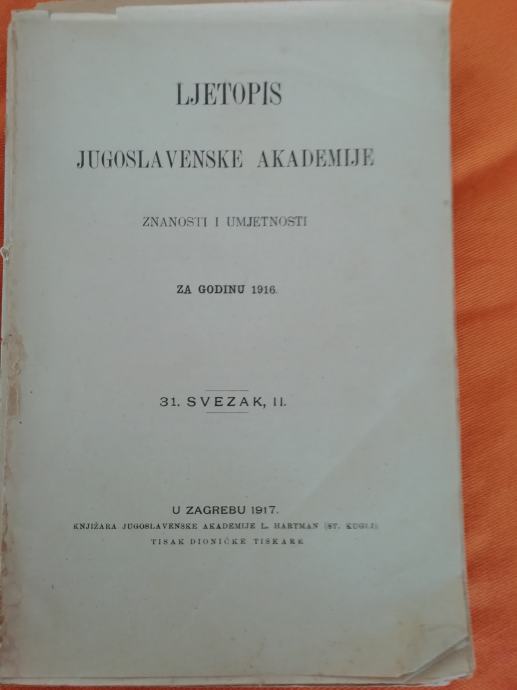 LJETOPIS
JUGOSLAVENSKE AKADEMIJE
ZNANOSTI I UMJETNOSTI
ZA GODINU 1916.
31. SVEZAK, II.
U ZAGREBU 1917.
KNJIŽARA JUGOSLAVENSKE AKADEMIJE L. HARTMAN (ST. KUGLI)
TISAK DIONIČKE TISKARE